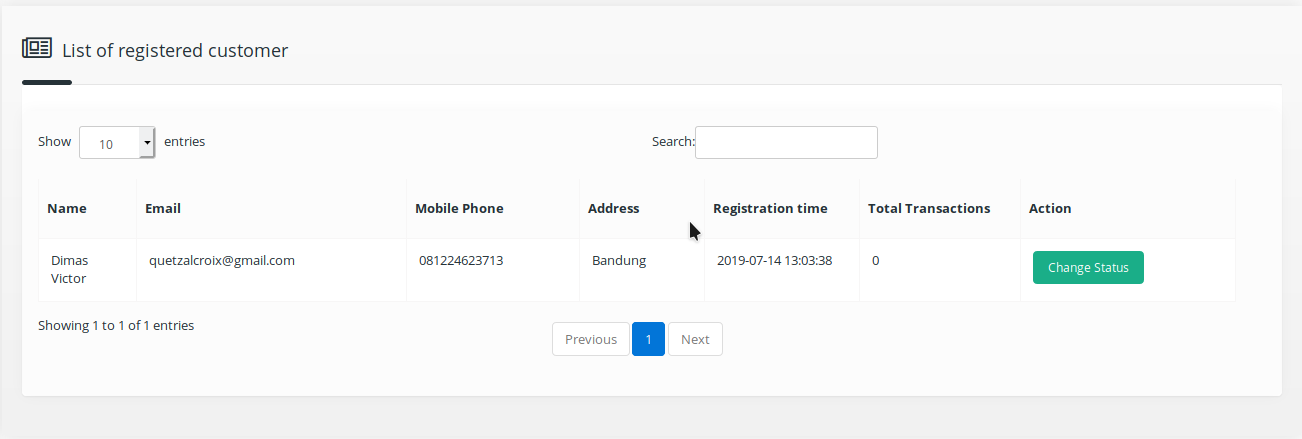 List of registered customer
Show 10 entries Search:
Name Email Mobile Phone Address Registration time Total Transactions Action
Dimas Victor quetzalcroix@gmail.com 081224623713 Bandung 2019-07-14 13:03:38 0 Change Status
Showing 1 to 1 of 1 entries
Previous 1 Next